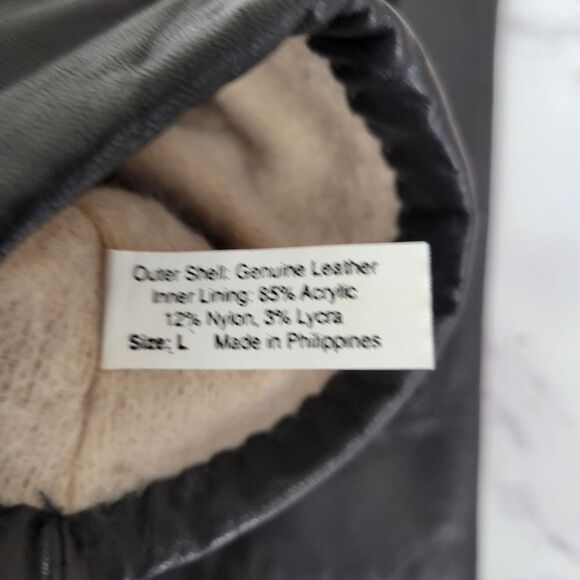 Outer Shell: Genuine Leather
Inner Lining: 85% Acrylic
12% Nylon, 3% Lycra
Size: L Made in Philippines